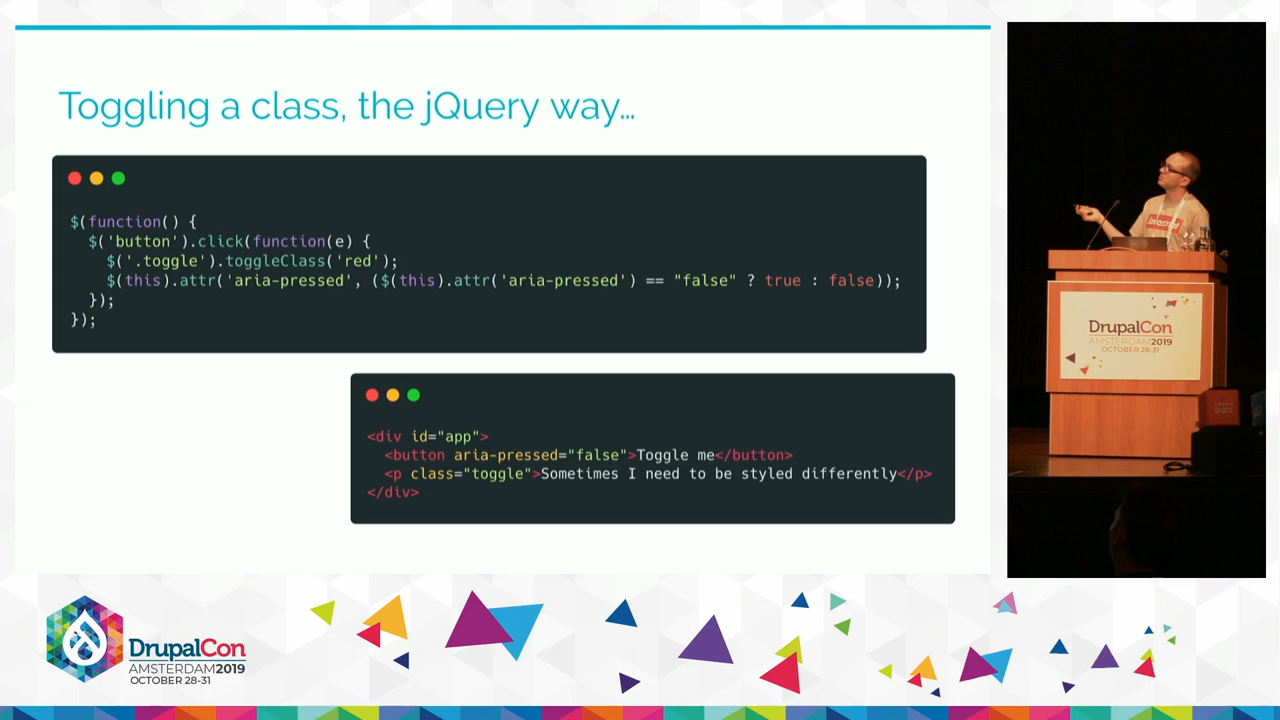 Toggling a class, the jQuery way…
$(function() {
  $('button').click(function(e) {
    $('.toggle').toggleClass('red');
    $(this).attr('aria-pressed', ($(this).attr('aria-pressed') == "false" ? true : false));
  });
});
<div id="app">
  <button aria-pressed="false">Toggle me</button>
  <p class="toggle">Sometimes I need to be styled differently</p>
</div>
DrupalCon
AMSTERDAM2019
OCTOBER 28-31
DrupalCon
AMSTERDAM2019
OCTOBER 28-31